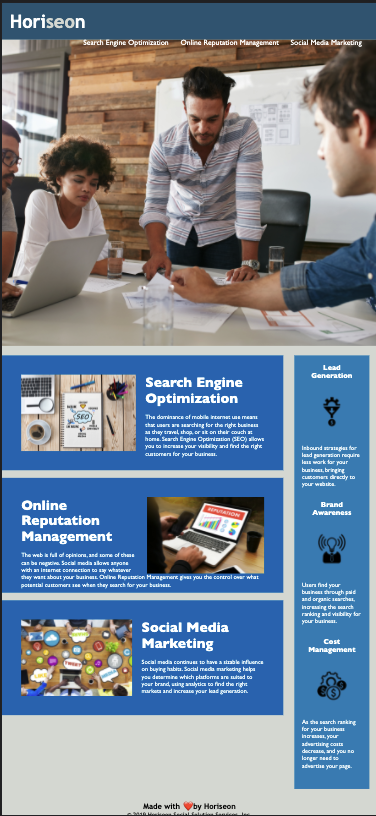 Horiseon
Search Engine Optimization Online Reputation Management Social Media Marketing
Search Engine
Optimization
The dominance of mobile internet use means
that users are searching for the right business
as they travel, shop, or sit on their couch at
home. Search Engine Optimization (SEO) allows
you to increase your visibility and find the right
customers for your business.
Online
Reputation
Management
The web is full of opinions, and some of these
can be negative. Social media allows anyone
with an internet connection to say whatever
they want about your business. Online Reputation Management gives you the control over what
potential customers see when they search for your business.
REPUTATION
Social Media
Marketing
Social media continues to have a sizable influence
on buying habits. Social media marketing helps
you determine which platforms are suited to
your brand, using analytics to find the right
markets and increase your lead generation.
Lead
Generation
Inbound strategies for
lead generation require
less work for your
business, bringing
customers directly to
your website.
Brand
Awareness
Users find your
business through paid
and organic searches,
increasing the search
ranking and visibility for
your business.
Cost
Management
As the search ranking
for your business
increases, your
advertising costs
decrease, and you no
longer need to
advertise your page.
SEO
Made with ❤️by Horiseon
© 2019 Horiseon Social Solution Services, Inc.